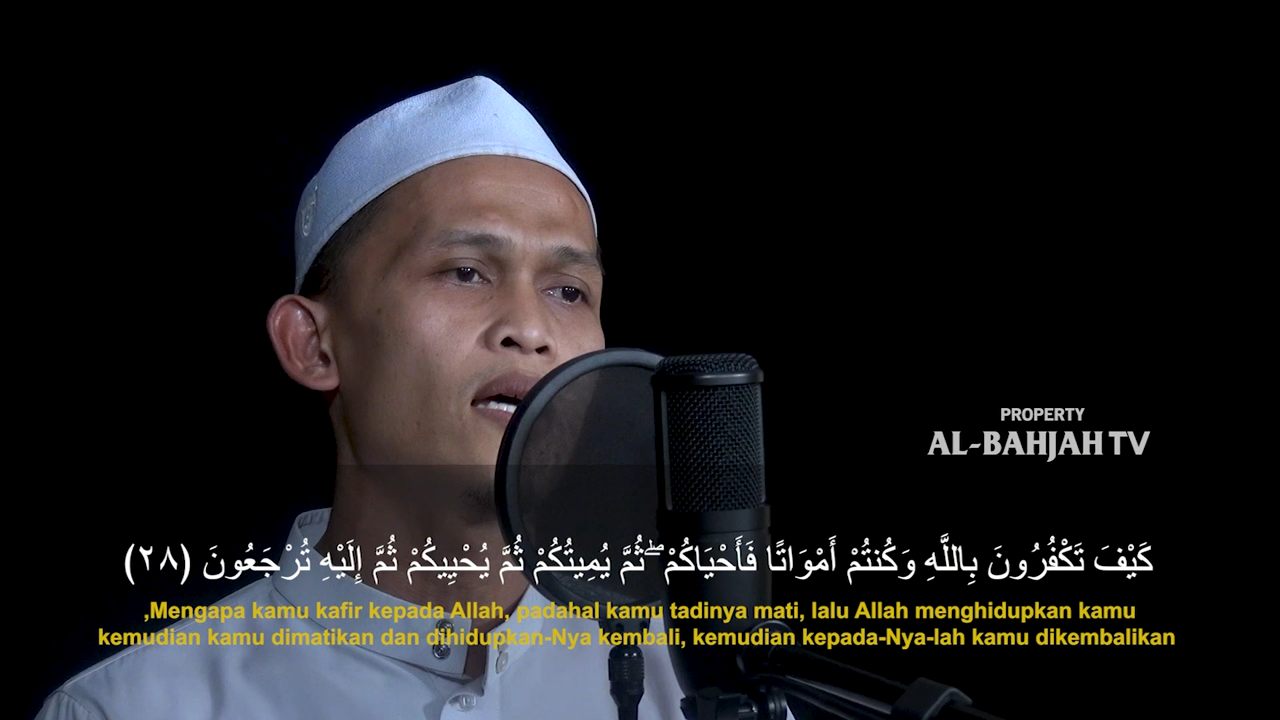 PROPERTY
AL-BAHJAH TV
كَيْفَ تَكْفُرُونَ بِاللَّهِ وَكُنتُمْ أَمْوَاتًا فَأَحْيَاكُمْ ۖ ثُمَّ يُمِيتُكُمْ ثُمَّ يُحْيِيكُمْ ثُمَّ إِلَيْهِ تُرْجَعُونَ (٢٨)
,Mengapa kamu kafir kepada Allah, padahal kamu tadinya mati, lalu Allah menghidupkan kamu
kemudian kamu dimatikan dan dihidupkan-Nya kembali, kemudian kepada-Nya-lah kamu dikembalikan